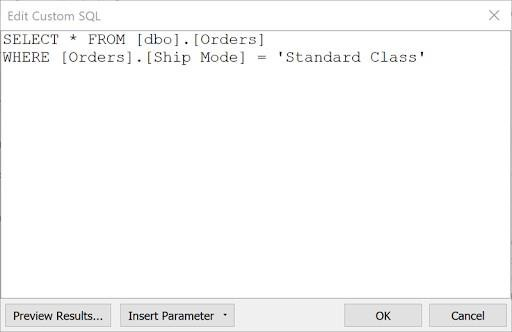 Edit Custom SQL
SELECT * FROM [dbo].[Orders]
WHERE [Orders].[Ship Mode] = 'Standard Class'
Preview Results... Insert Parameter OK Cancel